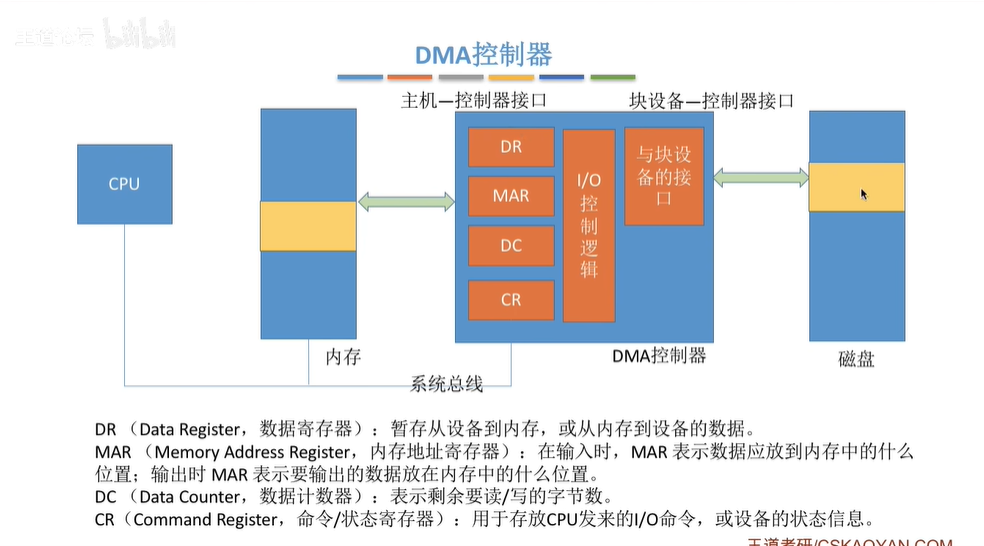 王道论坛 bilibili
DMA控制器
主机—控制器接口
块设备—控制器接口
CPU
DR
MAR
DC
CR
I/O
控
制
逻
辑
与块设
备的接
口
内存
DMA控制器
磁盘
系统总线
DR （Data Register，数据寄存器）：暂存从设备到内存，或从内存到设备的数据。
MAR （Memory Address Register，内存地址寄存器）：在输入时，MAR 表示数据应放到内存中的什么
位置；输出时 MAR 表示要输出的数据放在内存中的什么位置。
DC （Data Counter，数据计数器）：表示剩余要读/写的字节数。
CR（Command Register，命令/状态寄存器）：用于存放CPU发来的I/O命令，或设备的状态信息。
王道考研/CSKAOYAN.COM